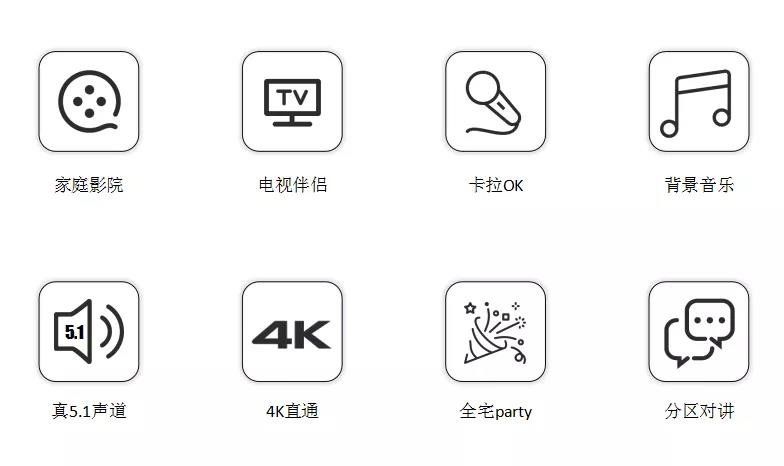 TV
家庭影院
电视伴侣
卡拉OK
背景音乐
5.1
4K
真5.1声道
4K直通
全宅party
分区对讲